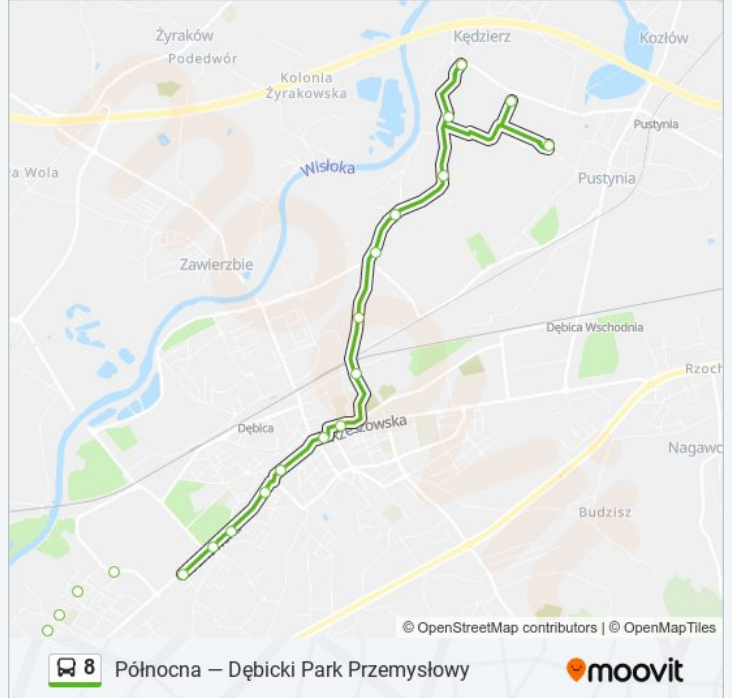 Żyraków
Podedwór
Kędzierz
Kozłów
Kolonia
Żyrakowska
Pustynia
a Wola
Wisłoka
Pustynia
Zawierzbie
Dębica Wschodnia
Rzoch
Dębica
Rzeszowska
Nagawc
Budzisz
© OpenStreetMap contributors | © OpenMapTiles
8 Północna — Dębicki Park Przemysłowy
moovit